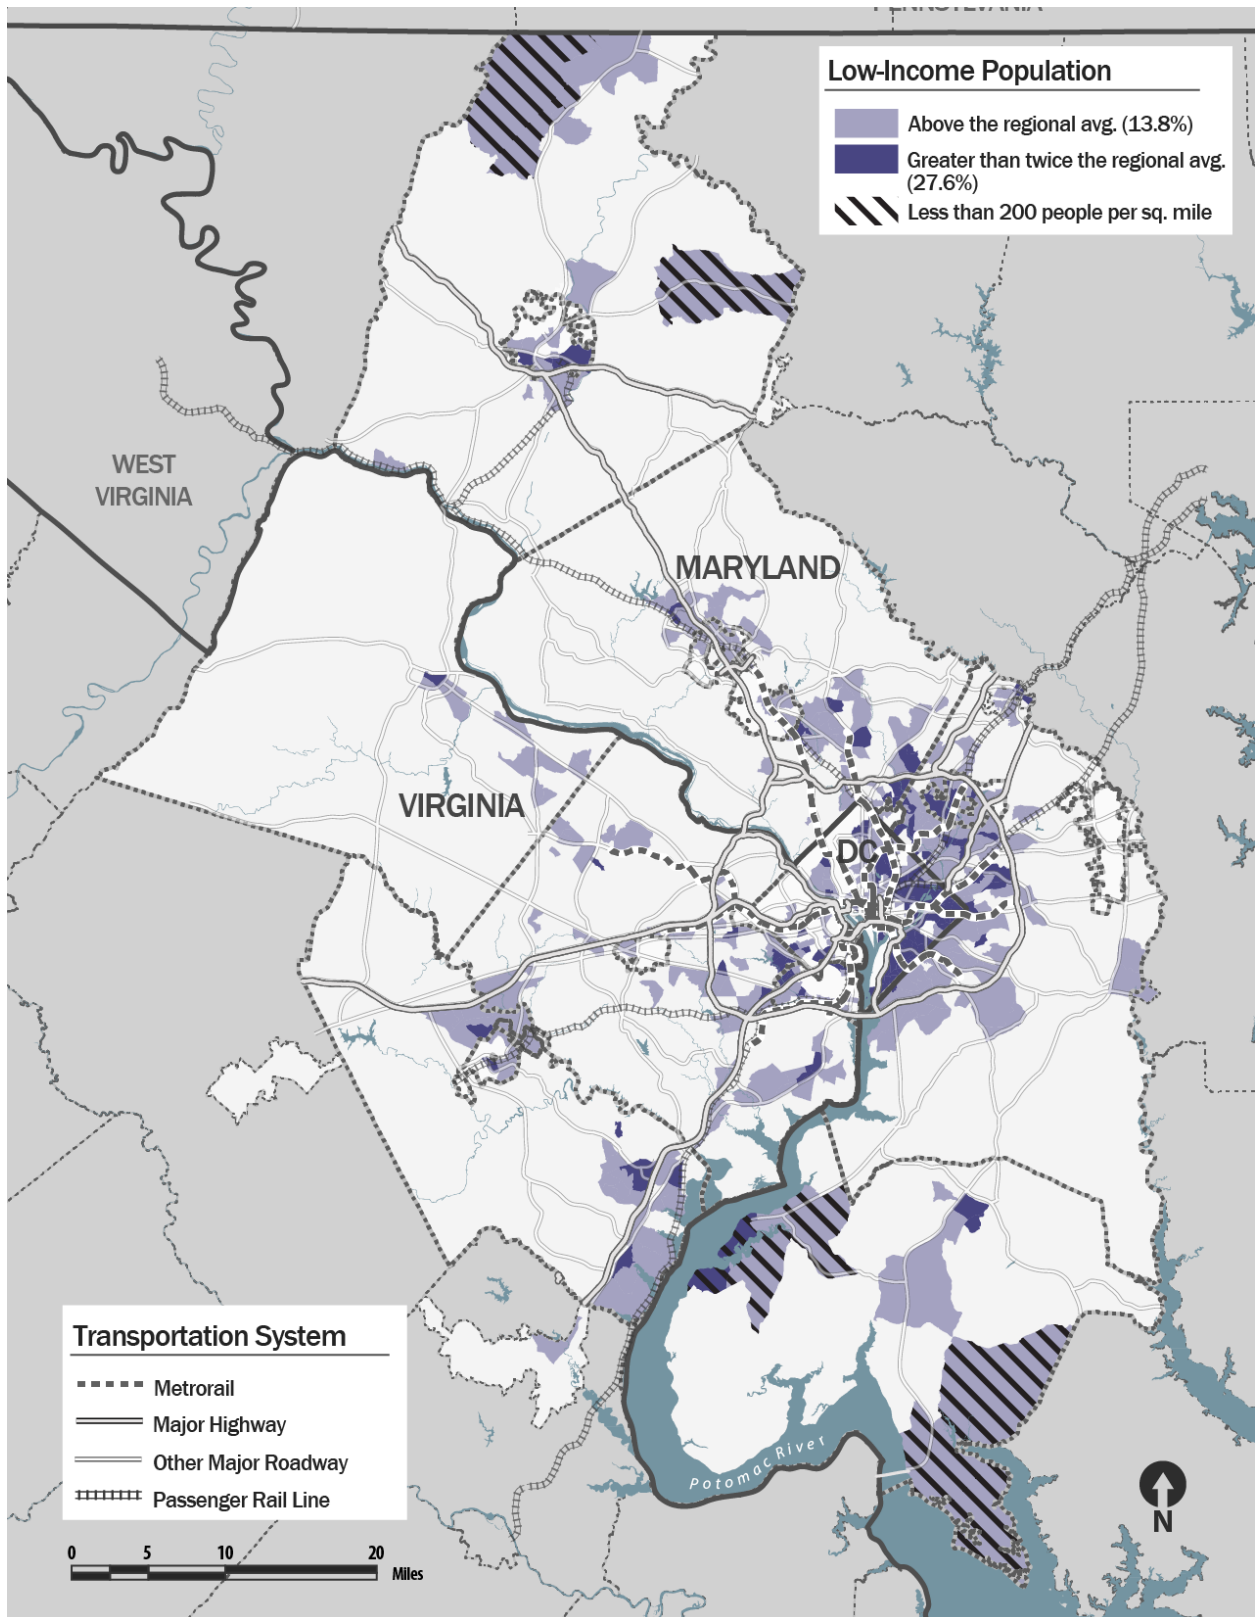 PENNSYLVANIA
Low-Income Population
Above the regional avg. (13.8%)
Greater than twice the regional avg.
(27.6%)
Less than 200 people per sq. mile
WEST
VIRGINIA
MARYLAND
VIRGINIA
DC
Transportation System
Metrorail
Major Highway
Other Major Roadway
Passenger Rail Line
Potomac River
N
0 5 10 20
Miles